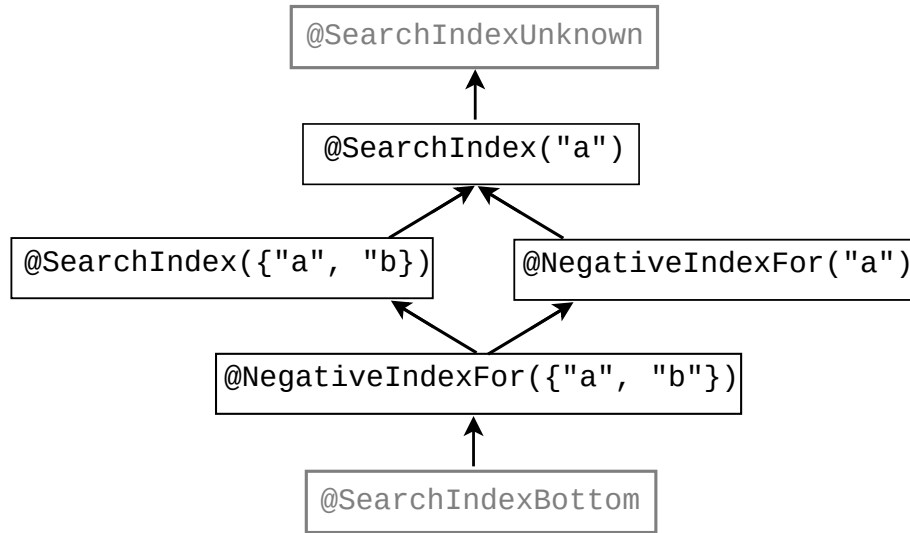 @SearchIndexUnknown
@SearchIndex("a")
@SearchIndex({"a", "b})
@NegativeIndexFor("a")
@NegativeIndexFor({"a", "b"})
@SearchIndexBottom